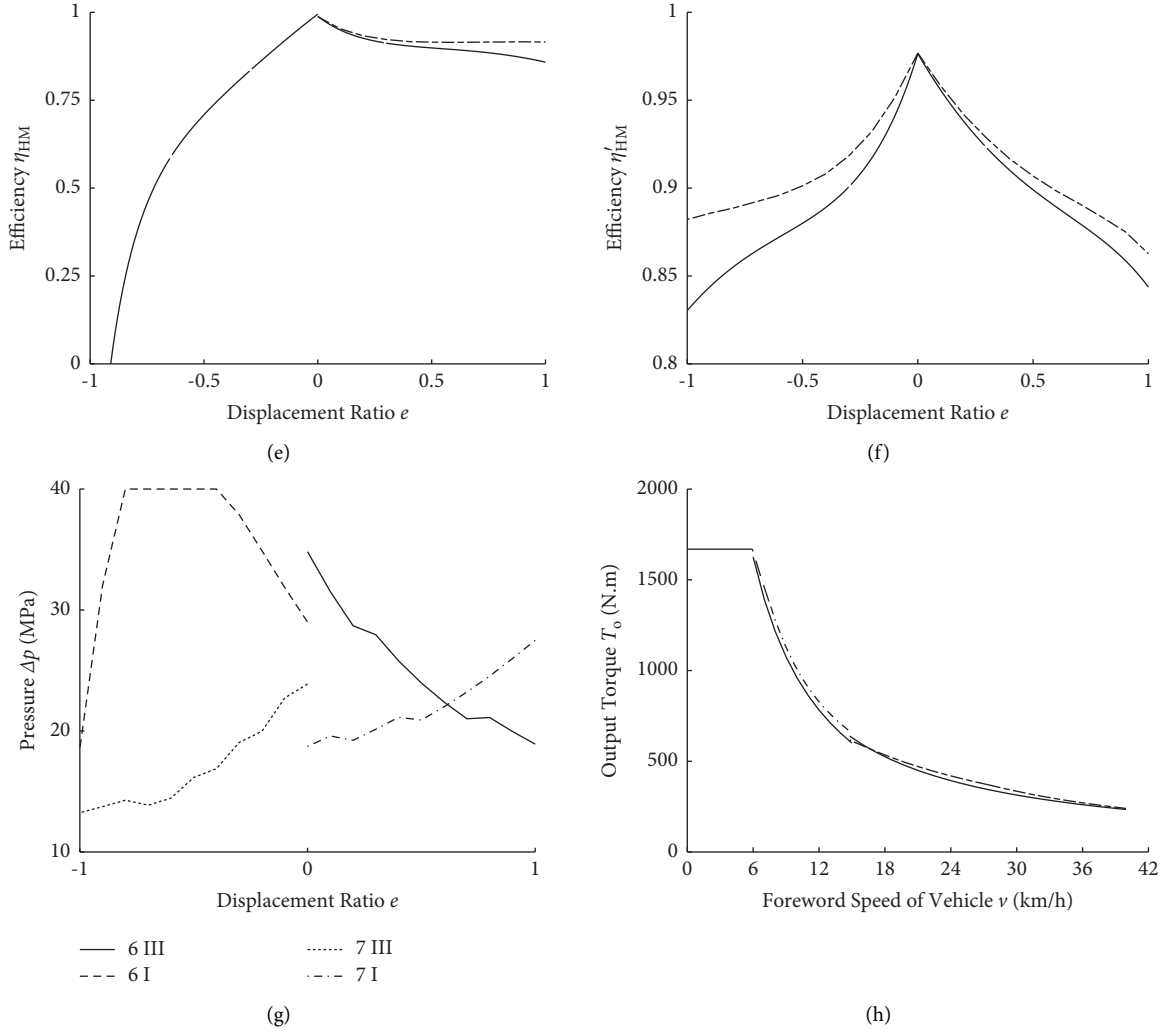 1
0.75
0.5
0.25
0
-1
-0.5
0
0.5
1
Efficiency ηHM
Displacement Ratio e
(e)
1
0.95
0.9
0.85
0.8
-1
-0.5
0
0.5
1
Efficiency η′HM
Displacement Ratio e
(f)
40
30
20
10
-1
0
1
Pressure Δp (MPa)
Displacement Ratio e
6 III
6 I
7 III
7 I
(g)
2000
1500
1000
500
0
0
6
12
18
24
30
36
42
Output Torque To (N.m)
Foreword Speed of Vehicle v (km/h)
(h)